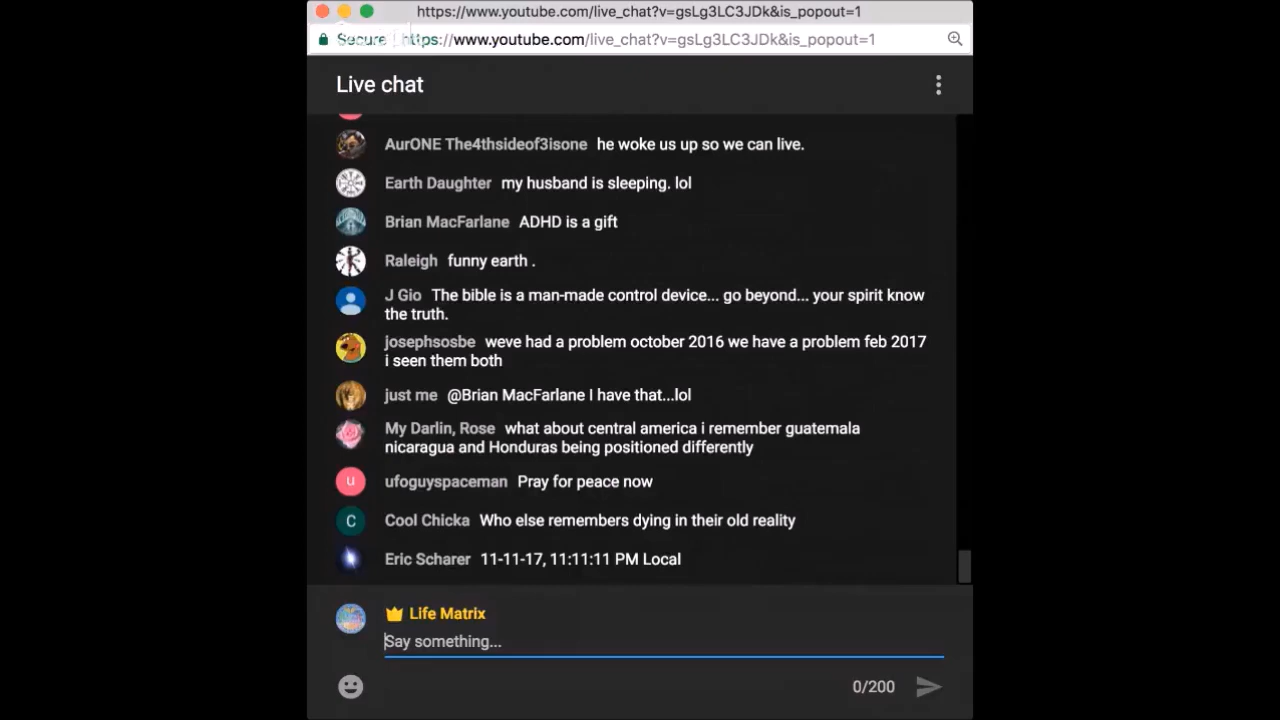 https://www.youtube.com/live_chat?v=gsLg3LC3JDk&is_popout=1
Secure https://www.youtube.com/live_chat?v=gsLg3LC3JDk&is_popout=1
Live chat
AurONE The4thsideof3isone he woke us up so we can live.
Earth Daughter my husband is sleeping. lol
Brian MacFarlane ADHD is a gift
Raleigh funny earth .
J Gio The bible is a man-made control device... go beyond... your spirit know
the truth.
josephsosbe weve had a problem october 2016 we have a problem feb 2017
i seen them both
just me @Brian MacFarlane I have that...lol
My Darlin, Rose what about central america i remember guatemala
nicaragua and Honduras being positioned differently
u ufoguyspaceman Pray for peace now
C Cool Chicka Who else remembers dying in their old reality
Eric Scharer 11-11-17, 11:11:11 PM Local
Life Matrix
Say something...
0/200